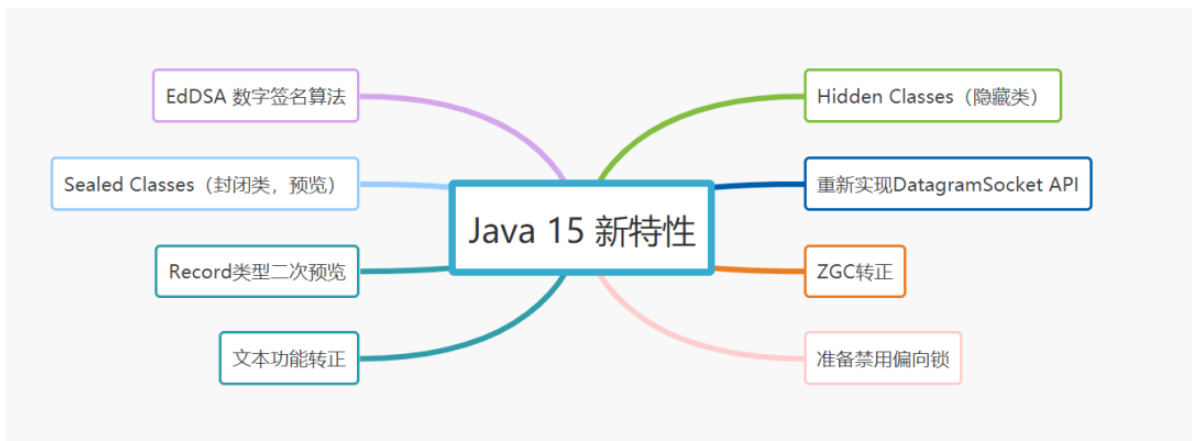 EdDSA 数字签名算法
Sealed Classes（封闭类，预览）
Record类型二次预览
文本功能转正
Java 15 新特性
Hidden Classes（隐藏类）
重新实现DatagramSocket API
ZGC转正
准备禁用偏向锁